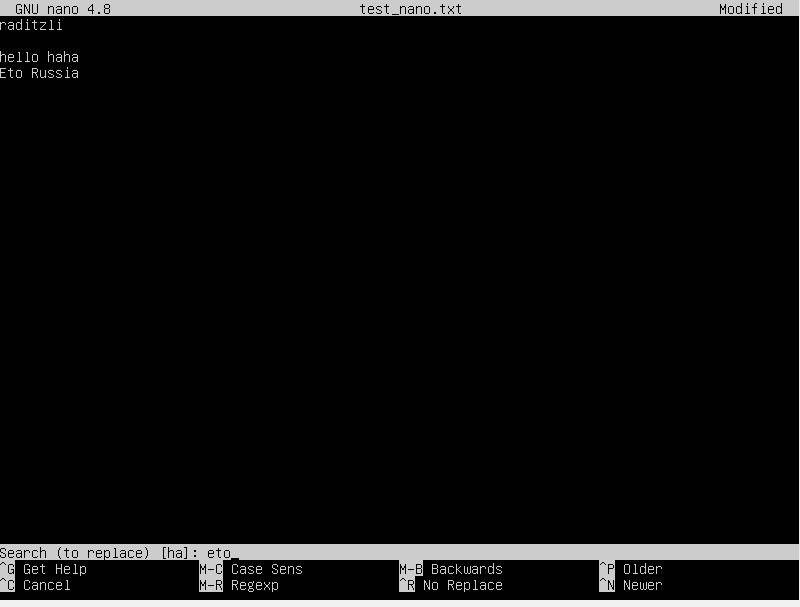 GNU nano 4.8 test_nano.txt Modified
raditzli
hello haha
Eto Russia
Search (to replace) [ha]: eto_
^G Get Help M-C Case Sens M-B Backwards ^P Older
^C Cancel M-R Regexp ^R No Replace ^N Newer